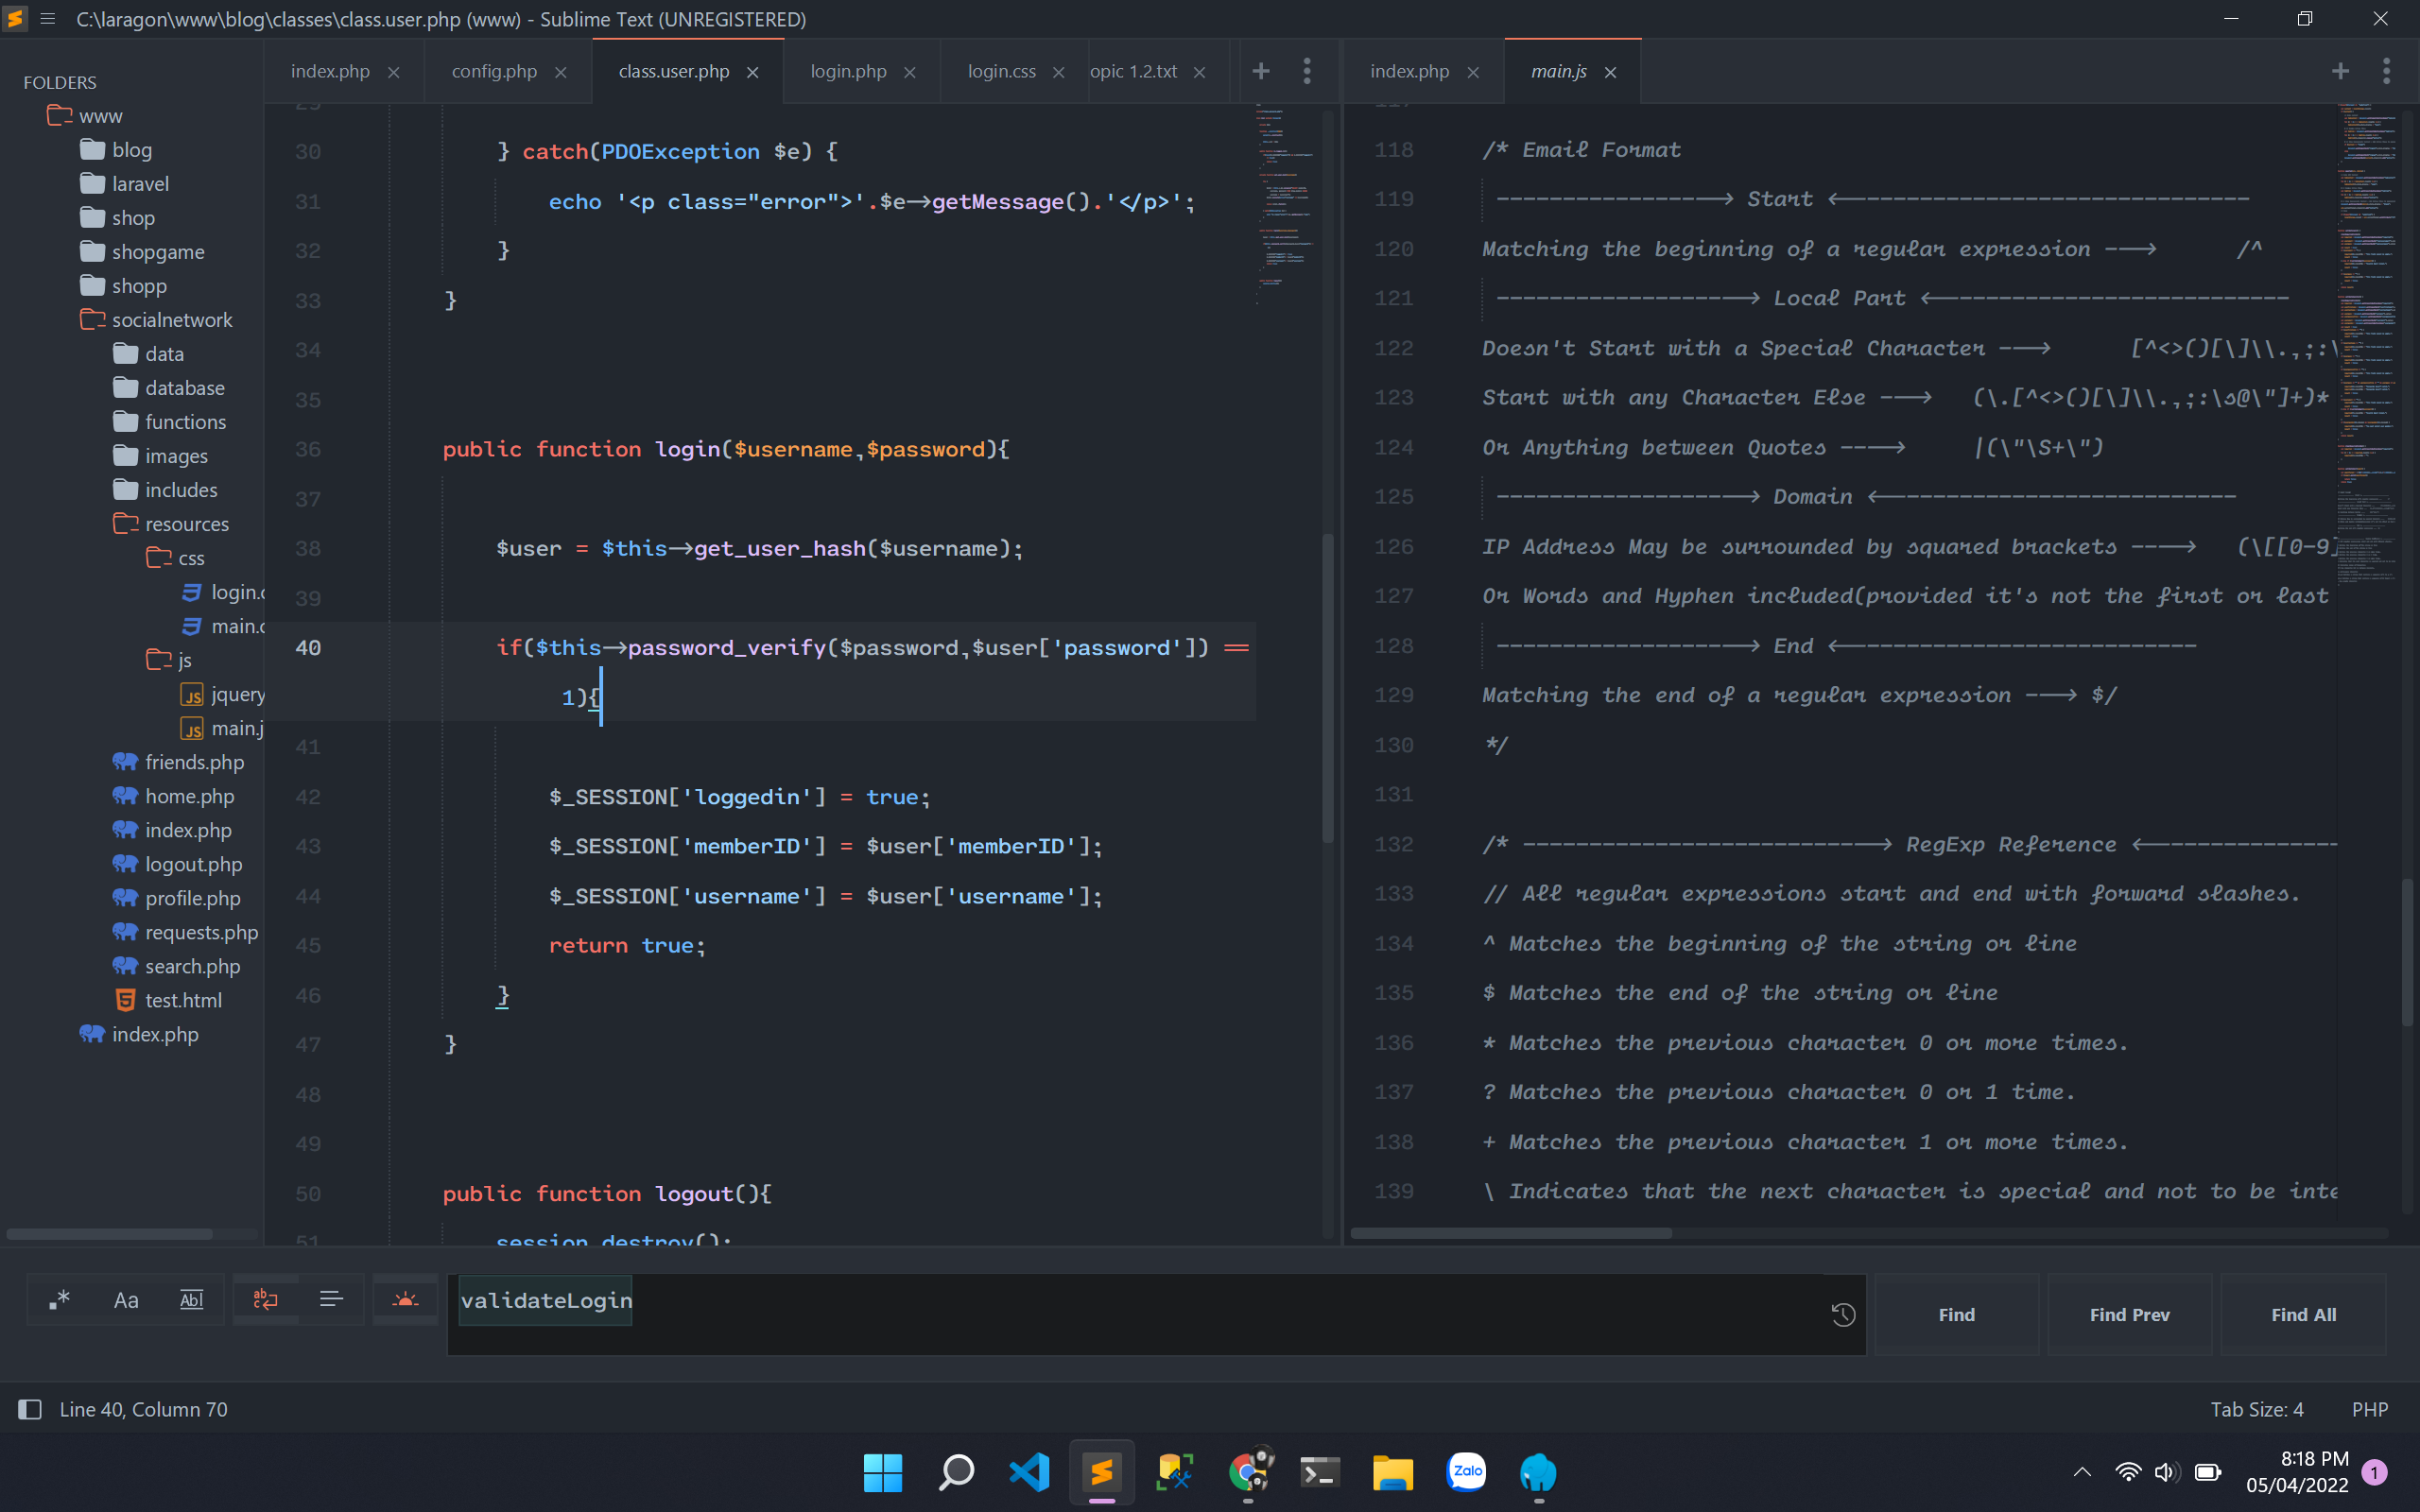 C:\laragon\www\blog\classes\class.user.php (www) - Sublime Text (UNREGISTERED)
FOLDERS
www
blog
laravel
shop
shopgame
shopp
socialnetwork
data
database
functions
images
includes
resources
css
login.c
main.c
js
jquery
main.j
friends.php
home.php
index.php
logout.php
profile.php
requests.php
search.php
test.html
index.php
index.php
config.php
class.user.php
login.php
login.css
opic 1.2.txt
29
30 } catch(PDOException $e) {
31 echo '<p class="error">'.$e->getMessage().'</p>';
32 }
33 }
34
35
36 public function login($username,$password){
37
38 $user = $this->get_user_hash($username);
39
40 if($this->password_verify($password,$user['password']) ==
1){
41
42 $_SESSION['loggedin'] = true;
43 $_SESSION['memberID'] = $user['memberID'];
44 $_SESSION['username'] = $user['username'];
45 return true;
46 }
47 }
48
49
50 public function logout(){
51 session_destroy();
index.php
main.js
117
118 /* Email Format
119 ------------------> Start <-------------------------------
120 Matching the beginning of a regular expression ---> /^
121 --------------------> Local Part <----------------------------
122 Doesn't Start with a Special Character ---> [^<>()[\]\\.,;:\
123 Start with any Character Else ---> (\.[^<>()[\]\\.,;:\s@\"]+)*
124 Or Anything between Quotes ----> |(\"\S+\")
125 --------------------> Domain <----------------------------
126 IP Address May be surrounded by squared brackets ----> (\[[0-9]
127 Or Words and Hyphen included(provided it's not the first or last
128 --------------------> End <----------------------------
129 Matching the end of a regular expression ---> $/
130 */
131
132 /* ----------------------------> RegExp Reference <---------------
133 // All regular expressions start and end with forward slashes.
134 ^ Matches the beginning of the string or line
135 $ Matches the end of the string or line
136 * Matches the previous character 0 or more times.
137 ? Matches the previous character 0 or 1 time.
138 + Matches the previous character 1 or more times.
139 \ Indicates that the next character is special and not to be inte
.* Aa Abl
validateLogin
Find
Find Prev
Find All
Line 40, Column 70
Tab Size: 4
PHP
Zalo
8:18 PM
05/04/2022
1